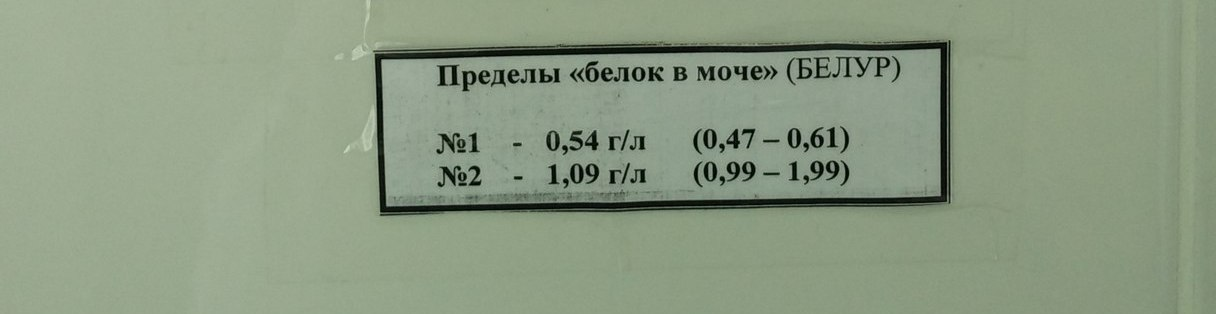 Пределы «белок в моче» (БЕЛУР)
№1 - 0,54 г/л (0,47 – 0,61)
№2 - 1,09 г/л (0,99 – 1,99)